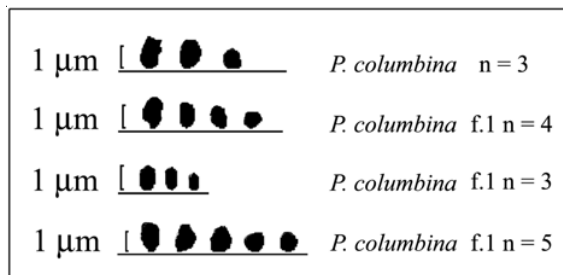 1 µm P. columbina n = 3
1 µm P. columbina f.1 n = 4
1 µm P. columbina f.1 n = 3
1 µm P. columbina f.1 n = 5